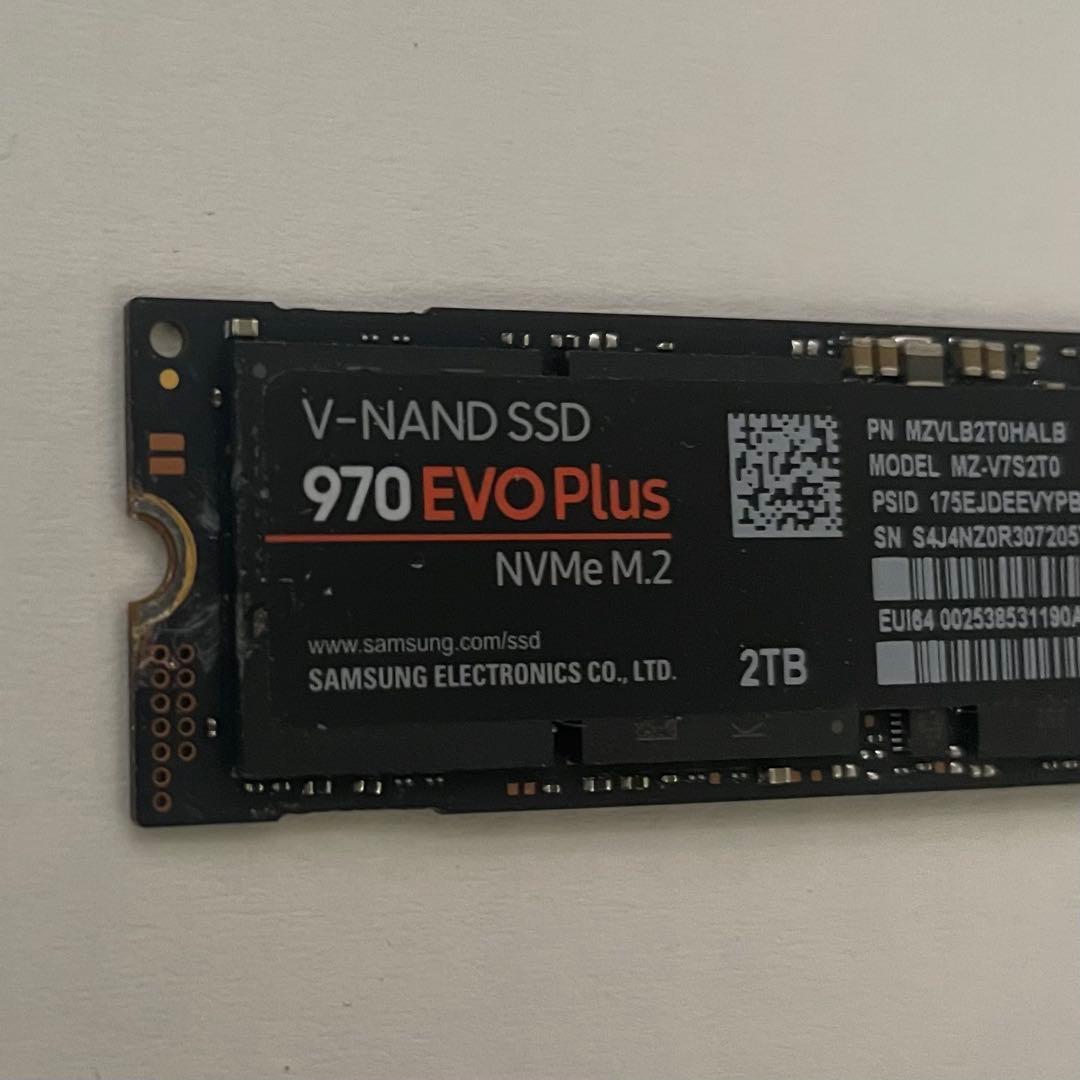 V-NAND SSD
970 EVO Plus
NVMe M.2
www.samsung.com/ssd
SAMSUNG ELECTRONICS CO., LTD.
2TB
PN MZVLB2T0HALB
MODEL MZ-V7S2T0
PSID 175EJDEEVYPB
SN S4J4NZ0R307205
EUI64 002538531190A